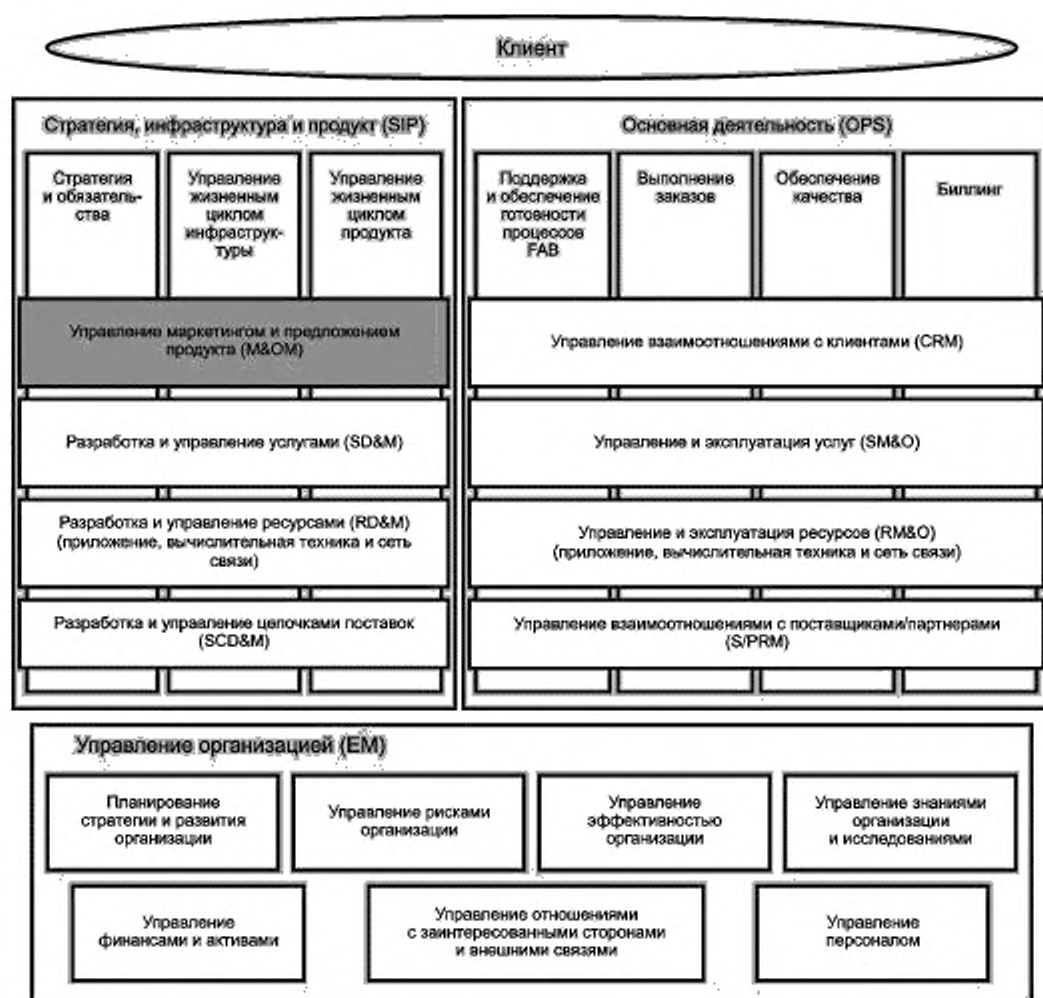 Клиент
Стратегия, инфраструктура и продукт (SIP)
Стратегия
и обязатель-
ства
Управление
жизненным
циклом
инфраструк-
туры
Управление
жизненным
циклом
продукта
Управление маркетингом и предложением
продукта (M&OM)
Разработка и управление услугами (SD&M)
Разработка и управление ресурсами (RD&M)
(приложение, вычислительная техника и сеть
связи)
Разработка и управление цепочками поставок
(SCD&M)
Основная деятельность (OPS)
Поддержка
и обеспечение
готовности
процессов
FAB
Выполнение
заказов
Обеспечение
качества
Биллинг
Управление взаимоотношениями с клиентами (CRM)
Управление и эксплуатация услуг (SM&O)
Управление и эксплуатация ресурсов (RM&O)
(приложение, вычислительная техника и сеть связи)
Управление взаимоотношениями с поставщиками/партнерами
(S/PRM)
Управление организацией (EM)
Планирование
стратегии и развития
организации
Управление рисками
организации
Управление
эффективностью
организации
Управление знаниями
организации
и исследованиями
Управление
финансами и активами
Управление отношениями
с заинтересованными сторонами
и внешними связями
Управление
персоналом